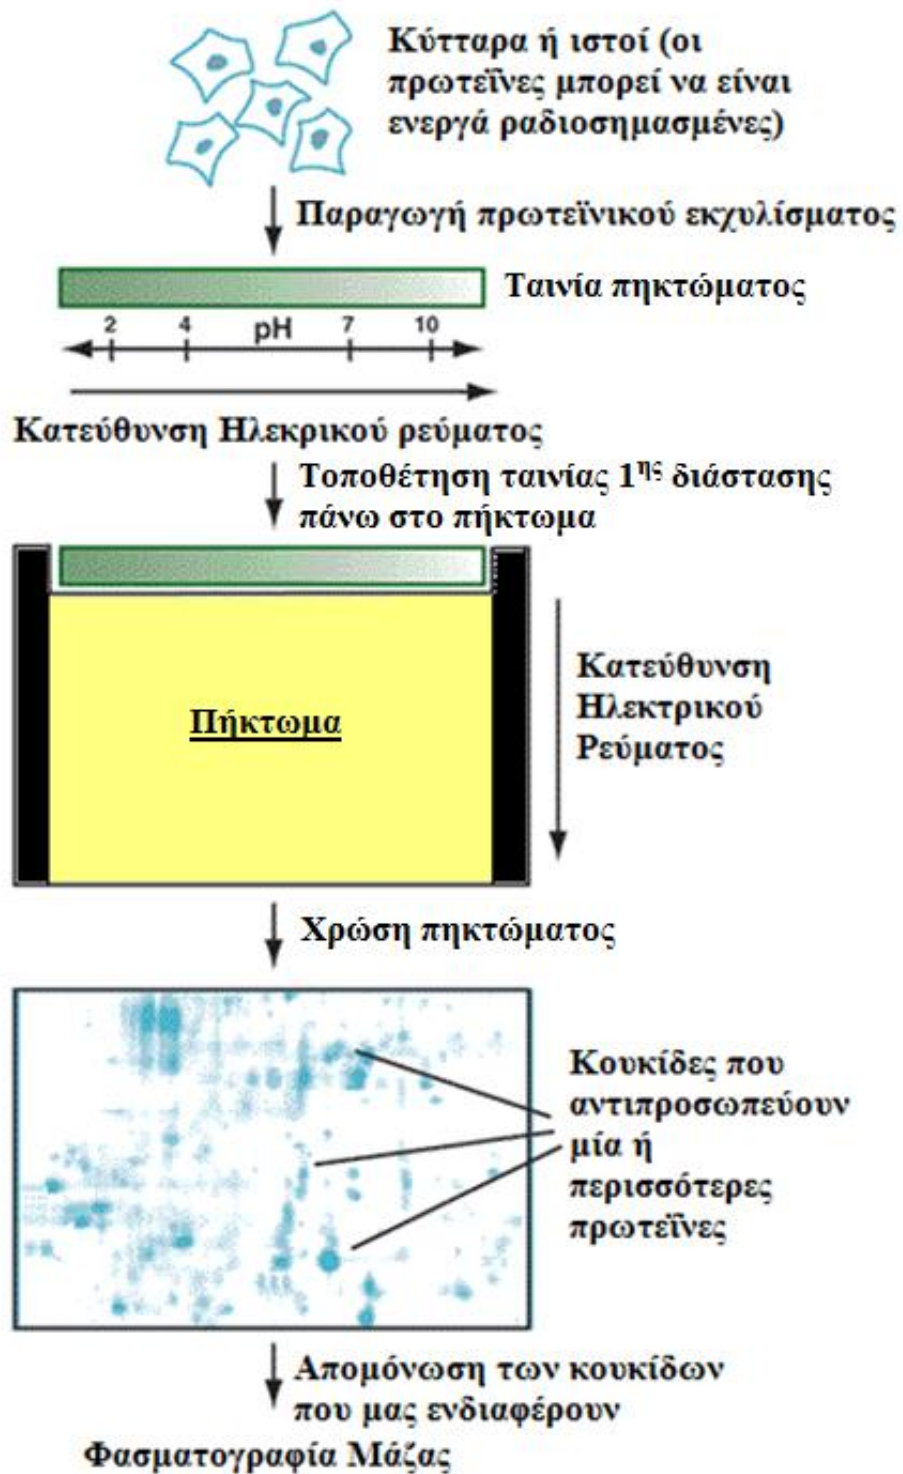 Κύτταρα ή ιστοί (οι
πρωτεΐνες μπορεί να είναι
ενεργά ραδιοσημασμένες)
Παραγωγή πρωτεϊνικού εκχυλίσματος
Ταινία πηκτώματος
2 4 pH 7 10
Κατεύθυνση Ηλεκρικού ρεύματος
Τοποθέτηση ταινίας 1ης διάστασης
πάνω στο πήκτωμα
Πήκτωμα
Κατεύθυνση
Ηλεκτρικού
Ρεύματος
Χρώση πηκτώματος
Κουκίδες που
αντιπροσωπεύουν
μία ή
περισσότερες
πρωτεΐνες
Απομόνωση των κουκίδων
που μας ενδιαφέρουν
Φασματογραφία Μάζας